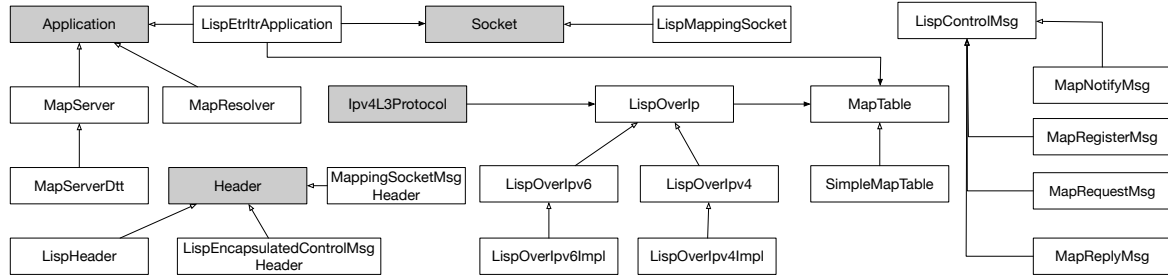 Application
LispEtrItrApplication
Socket
LispMappingSocket
LispControlMsg
MapServer
MapResolver
Ipv4L3Protocol
LispOverIp
MapTable
MapNotifyMsg
MapRegisterMsg
MapServerDtt
Header
MappingSocketMsg
Header
LispOverIpv6
LispOverIpv4
SimpleMapTable
MapRequestMsg
LispHeader
LispEncapsulatedControlMsg
Header
LispOverIpv6Impl
LispOverIpv4Impl
MapReplyMsg